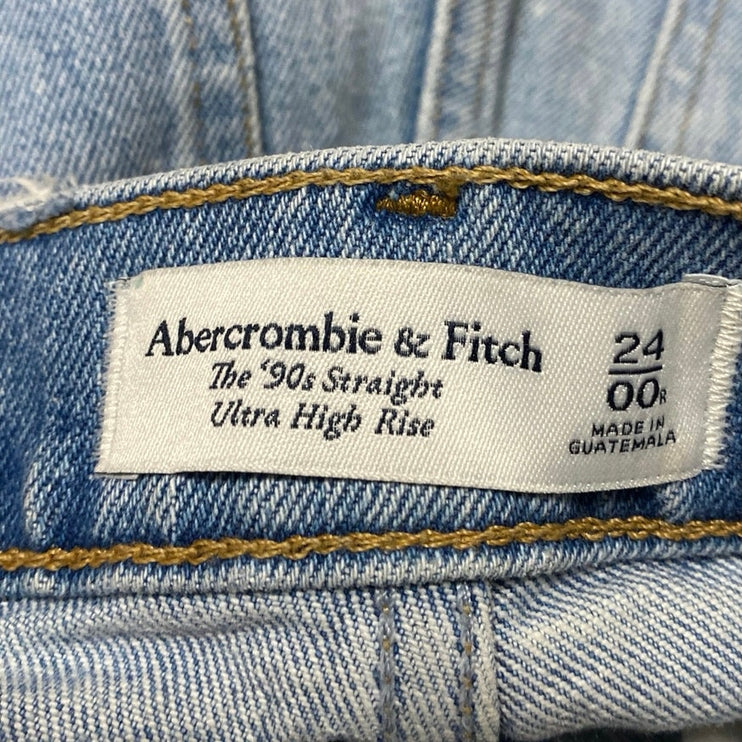 Abercrombie & Fitch
The '90s Straight
Ultra High Rise
24
00R
MADE IN
GUATEMALA